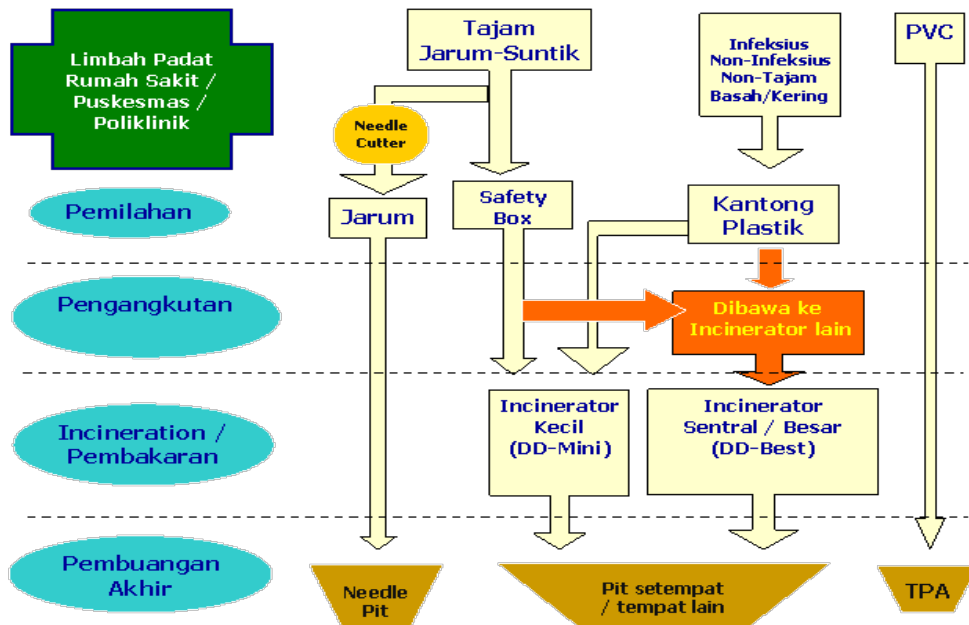 Limbah Padat
Rumah Sakit /
Puskesmas /
Poliklinik
Tajam
Jarum-Suntik
Infeksius
Non-Infeksius
Non-Tajam
Basah/Kering
PVC
Needle
Cutter
Pemilahan
Jarum
Safety
Box
Kantong
Plastik
Pengangkutan
Dibawa ke
Incinerator lain
Incineration /
Pembakaran
Incinerator
Kecil
(DD-Mini)
Incinerator
Sentral / Besar
(DD-Best)
Pembuangan
Akhir
Needle
Pit
Pit setempat
/ tempat lain
TPA